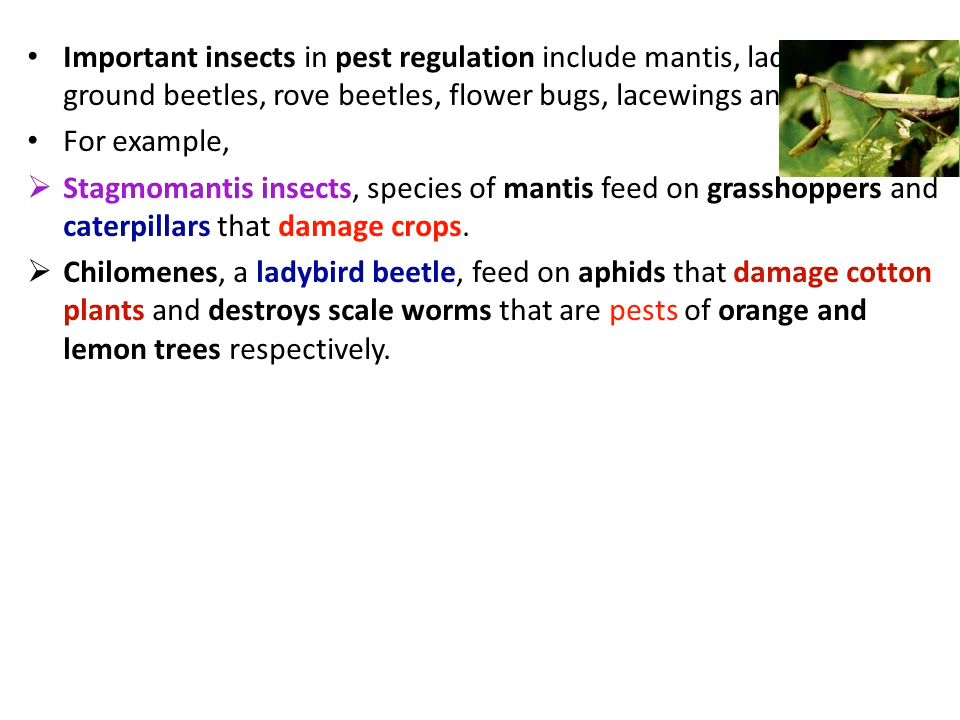 • Important insects in pest regulation include mantis,
ground beetles, rove beetles, flower bugs, lacewings
• For example,
➢ Stagmomantis insects, species of mantis feed on grasshoppers and
caterpillars that damage crops.
➢ Chilomenes, a ladybird beetle, feed on aphids that damage cotton
plants and destroys scale worms that are pests of orange and
lemon trees respectively.